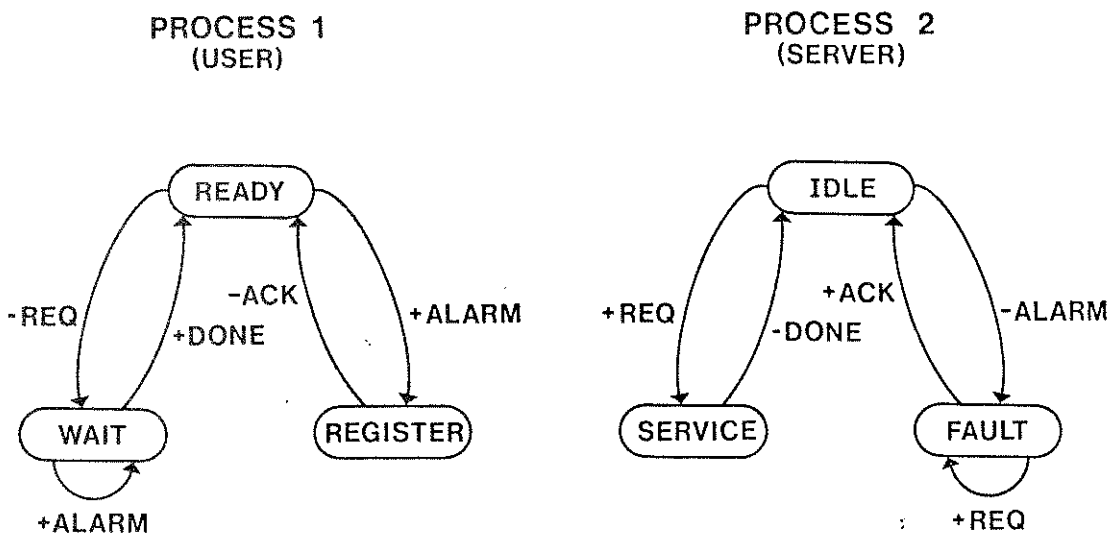 PROCESS 1
(USER)
READY
-REQ
+DONE
-ACK
+ALARM
WAIT
REGISTER
+ALARM
PROCESS 2
(SERVER)
IDLE
+REQ
-DONE
+ACK
-ALARM
SERVICE
FAULT
+REQ